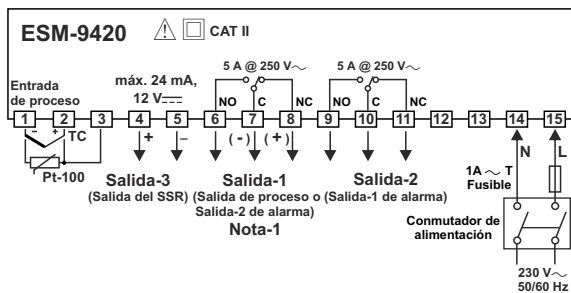 ESM-9420
CAT II
Entrada
de proceso
máx. 24 mA,
12 V
5 A @ 250 V
5 A @ 250 V
NO C NC NO C NC
1 2 3 4 5 6 7 8 9 10 11 12 13 14 15
- + TC
+ - (-) (+) N L
Pt-100
Salida-3
(Salida del SSR)
Salida-1
(Salida de proceso o
Salida-2 de alarma)
Nota-1
Salida-2
(Salida-1 de alarma)
1A ~ T
Fusible
Conmutador de
alimentación
230 V~
50/60 Hz